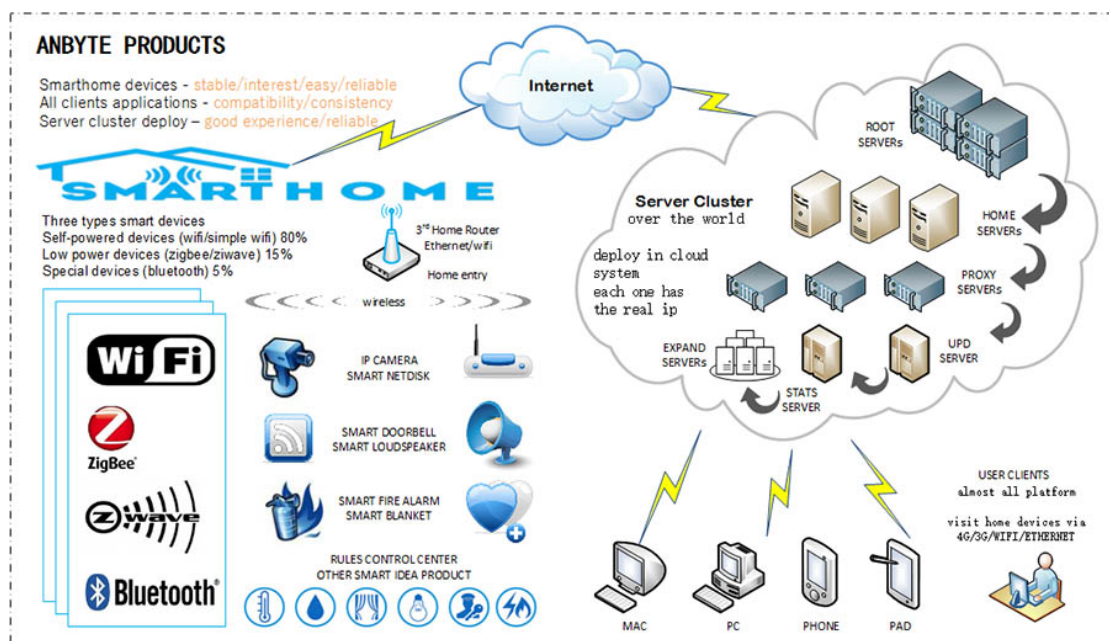 ANBYTE PRODUCTS
Smarthome devices - stable/interest/easy/reliable
All clients applications - compatibility/consistency
Server cluster deploy – good experience/reliable
SMARTHOME
Three types smart devices
Self-powered devices (wifi/simple wifi) 80%
Low power devices (zigbee/ziwave) 15%
Special devices (bluetooth) 5%
3rd Home Router
Ethernet/wifi
Home entry
wireless
Wi Fi
ZigBee®
Z wave
Bluetooth®
IP CAMERA
SMART NETDISK
SMART DOORBELL
SMART LOUDSPEAKER
SMART FIRE ALARM
SMART BLANKET
RULES CONTROL CENTER
OTHER SMART IDEA PRODUCT
Internet
Server Cluster
over the world
deploy in cloud
system
each one has
the real ip
ROOT
SERVERs
HOME
SERVERs
PROXY
SERVERs
UPD
SERVER
STATS
SERVER
EXPAND
SERVERs
MAC
PC
PHONE
PAD
USER CLIENTS
almost all platform
visit home devices via
4G/3G/WIFI/ETHERNET